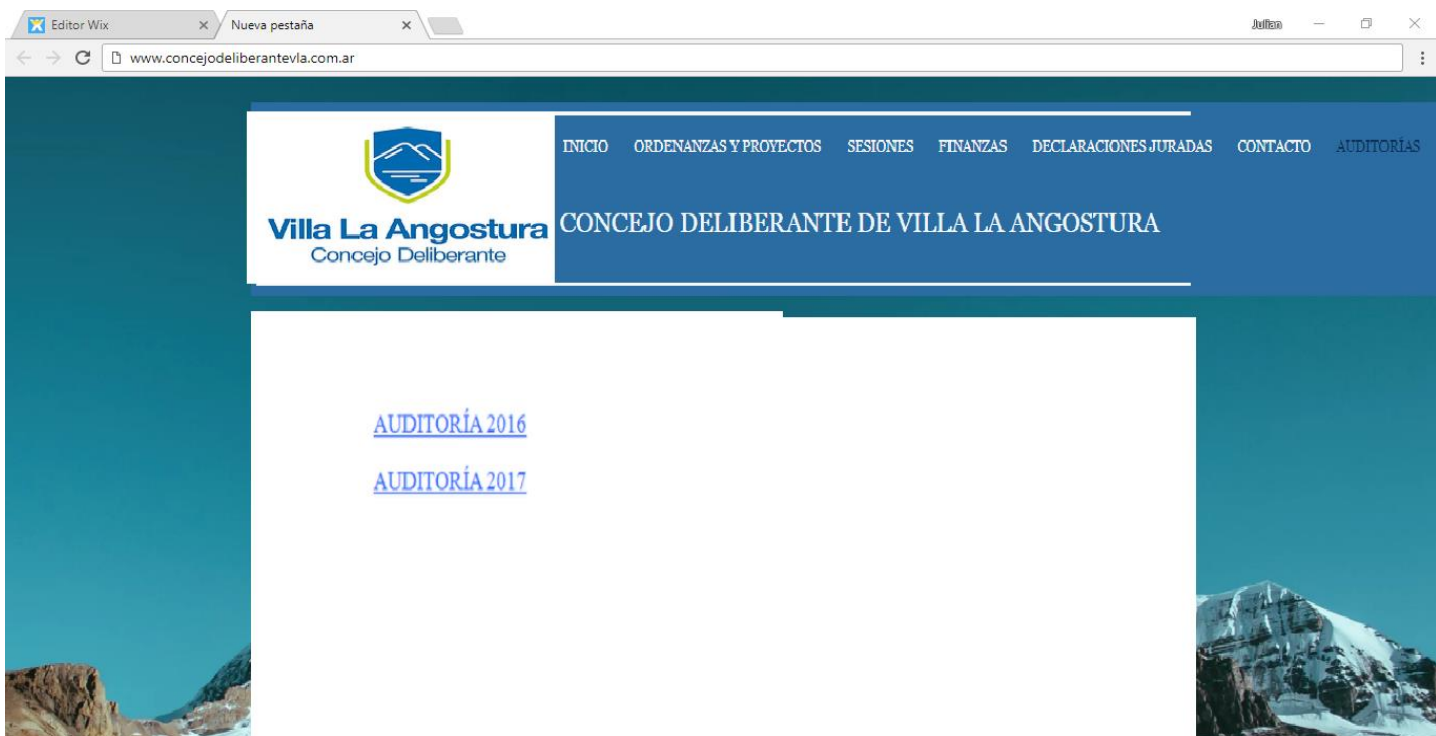 Editor Wix
Nueva pestaña
Julian
www.concejodeliberantevla.com.ar
INICIO ORDENANZAS Y PROYECTOS SESIONES FINANZAS DECLARACIONES JURADAS CONTACTO AUDITORÍAS
Villa La Angostura
Concejo Deliberante
CONCEJO DELIBERANTE DE VILLA LA ANGOSTURA
AUDITORÍA 2016
AUDITORÍA 2017